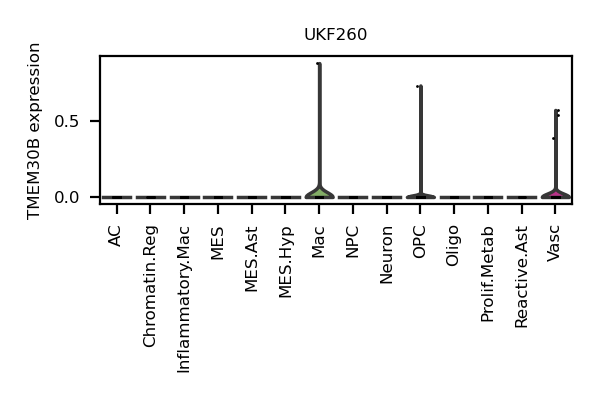 UKF260
TMEM30B expression
0.5
0.0
AC
Chromatin.Reg
Inflammatory.Mac
MES
MES.Ast
MES.Hyp
Mac
NPC
Neuron
OPC
Oligo
Prolif.Metab
Reactive.Ast
Vasc